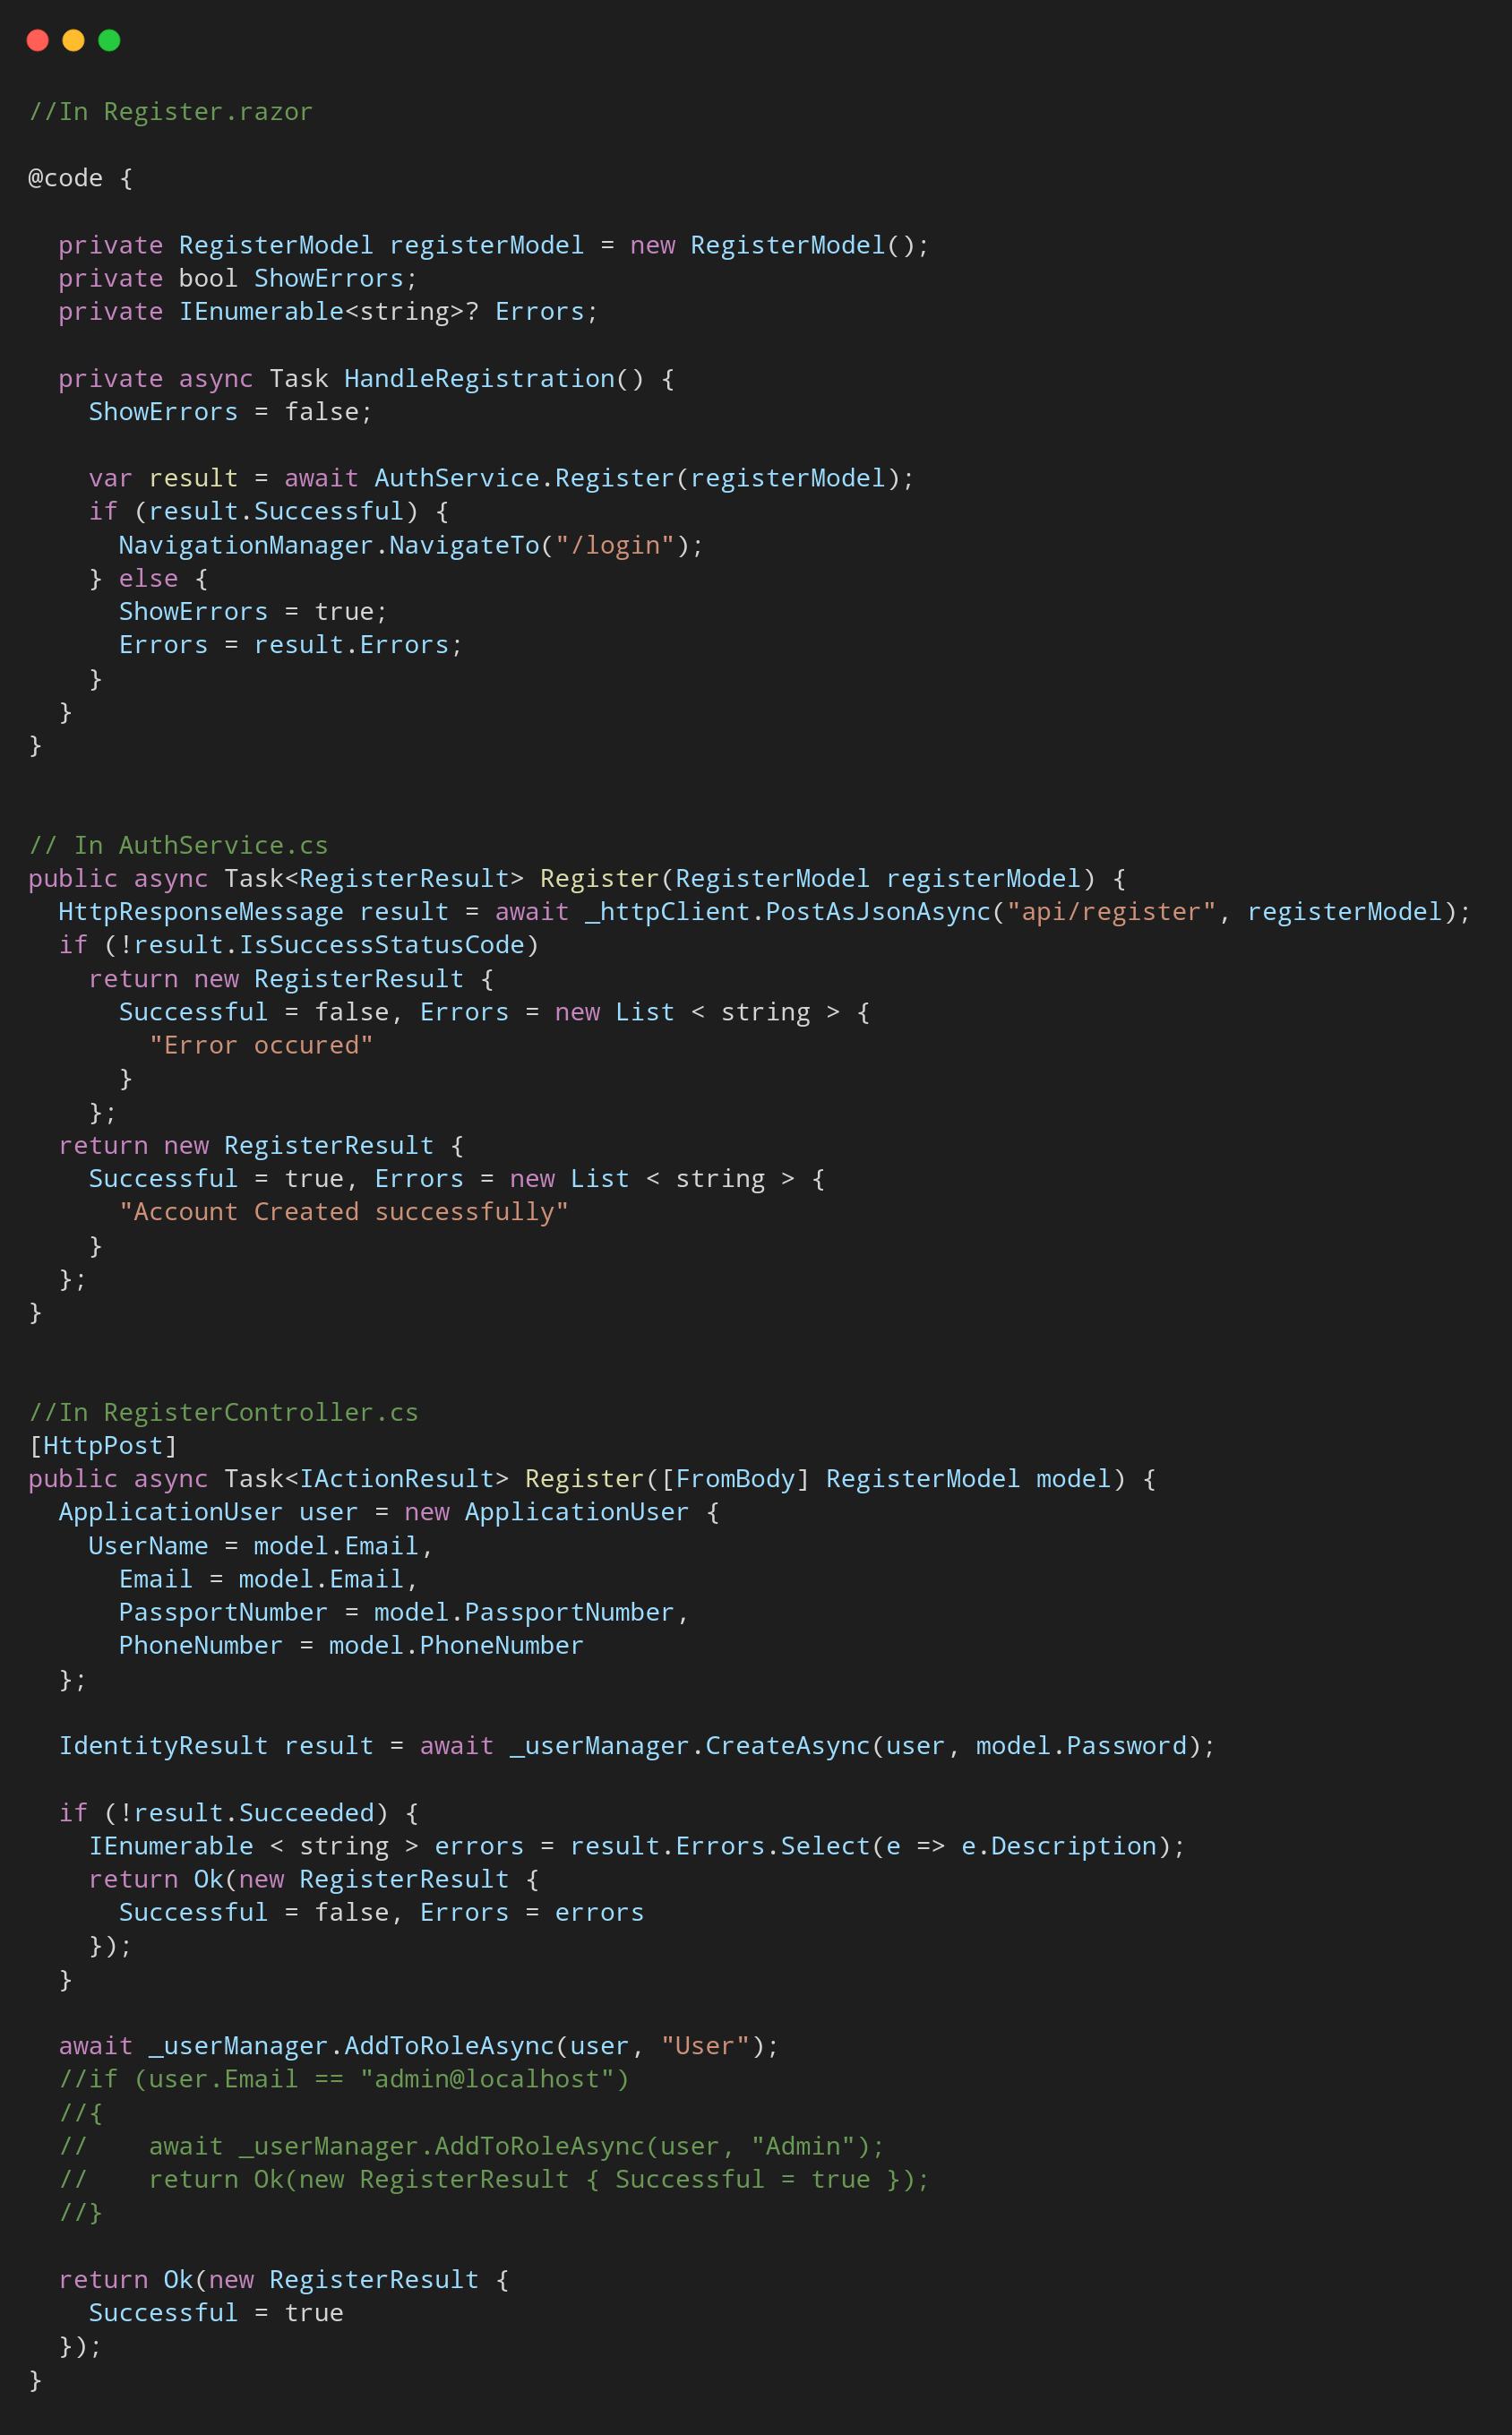 //In Register.razor
@code {
  private RegisterModel registerModel = new RegisterModel();
  private bool ShowErrors;
  private IEnumerable<string>? Errors;
  private async Task HandleRegistration() {
    ShowErrors = false;
    var result = await AuthService.Register(registerModel);
    if (result.Successful) {
      NavigationManager.NavigateTo("/login");
    } else {
      ShowErrors = true;
      Errors = result.Errors;
    }
  }
}
// In AuthService.cs
public async Task<RegisterResult> Register(RegisterModel registerModel) {
  HttpResponseMessage result = await _httpClient.PostAsJsonAsync("api/register", registerModel);
  if (!result.IsSuccessStatusCode)
    return new RegisterResult {
      Successful = false, Errors = new List < string > {
        "Error occured"
      }
    };
  return new RegisterResult {
    Successful = true, Errors = new List < string > {
      "Account Created successfully"
    }
  };
}
//In RegisterController.cs
[HttpPost]
public async Task<IActionResult> Register([FromBody] RegisterModel model) {
  ApplicationUser user = new ApplicationUser {
    UserName = model.Email,
      Email = model.Email,
      PassportNumber = model.PassportNumber,
      PhoneNumber = model.PhoneNumber
  };
  IdentityResult result = await _userManager.CreateAsync(user, model.Password);
  if (!result.Succeeded) {
    IEnumerable < string > errors = result.Errors.Select(e => e.Description);
    return Ok(new RegisterResult {
      Successful = false, Errors = errors
    });
  }
  await _userManager.AddToRoleAsync(user, "User");
  //if (user.Email == "admin@localhost")
  //{
  //    await _userManager.AddToRoleAsync(user, "Admin");
  //    return Ok(new RegisterResult { Successful = true });
  //}
  return Ok(new RegisterResult {
    Successful = true
  });
}